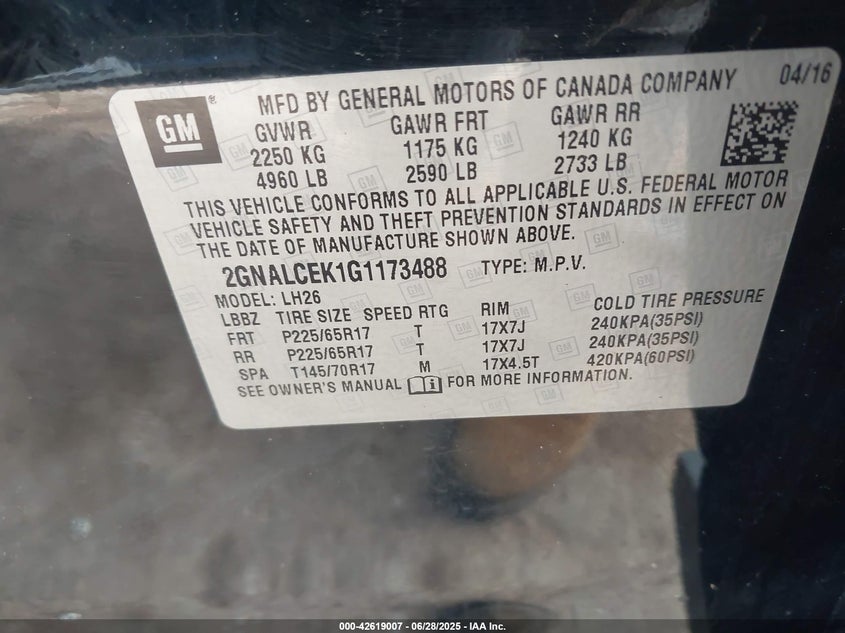 GM ®
MFD BY GENERAL MOTORS OF CANADA COMPANY 04/16
GVWR GAWR FRT GAWR RR
2250 KG 1175 KG 1240 KG
4960 LB 2590 LB 2733 LB
THIS VEHICLE CONFORMS TO ALL APPLICABLE U.S. FEDERAL MOTOR
VEHICLE SAFETY AND THEFT PREVENTION STANDARDS IN EFFECT ON
THE DATE OF MANUFACTURE SHOWN ABOVE.
2GNALCEK1G1173488 TYPE: M.P.V.
MODEL: LH26
LBBZ TIRE SIZE SPEED RTG RIM COLD TIRE PRESSURE
FRT P225/65R17 T 17X7J 240KPA(35PSI)
RR P225/65R17 T 17X7J 240KPA(35PSI)
SPA T145/70R17 M 17X4.5T 420KPA(60PSI)
SEE OWNER'S MANUAL FOR MORE INFORMATION.
000-42619007 - 06/28/2025 - IAA Inc.